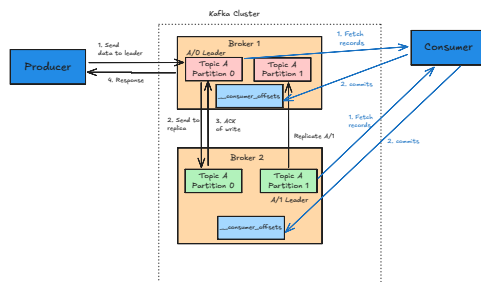 Kafka Cluster
Broker 1
A/0 Leader
Topic A
Partition 0
Topic A
Partition 1
__consumer_offsets
Producer
1. Send
data to leader
4. Response
1. Fetch
records
Consumer
2. commits
2. Send to
replica
3. ACK
of write
Replicate A/1
1. Fetch
records
2. commits
Broker 2
Topic A
Partition 0
Topic A
Partition 1
A/1 Leader
__consumer_offsets